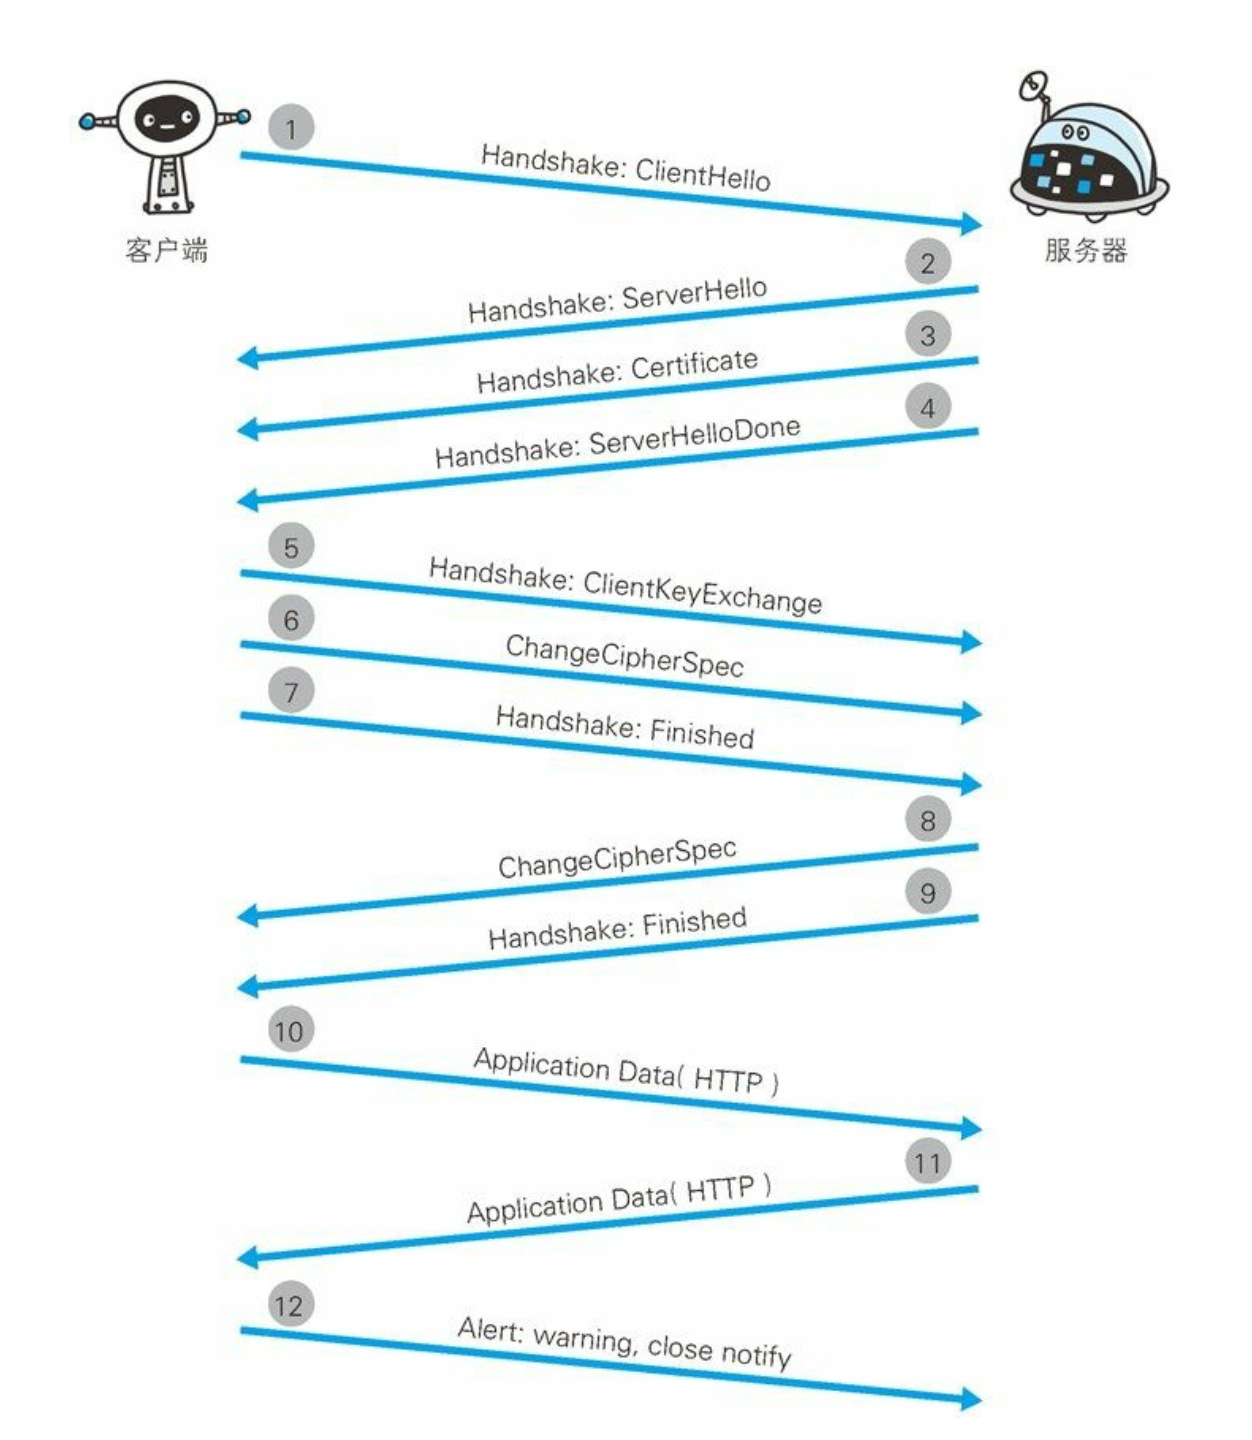 1
Handshake: ClientHello
客户端
服务器
2
Handshake: ServerHello
3
Handshake: Certificate
4
Handshake: ServerHelloDone
5
Handshake: ClientKeyExchange
6
ChangeCipherSpec
7
Handshake: Finished
8
ChangeCipherSpec
9
Handshake: Finished
10
Application Data( HTTP )
11
Application Data( HTTP )
12
Alert: warning, close notify